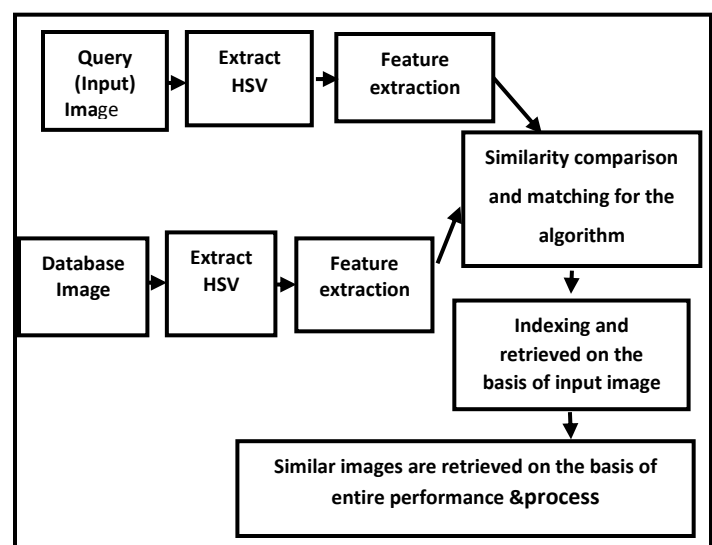 Query
(Input)
Image
Extract
HSV
Feature
extraction
Similarity comparison
and matching for the
algorithm
Database
Image
Extract
HSV
Feature
extraction
Indexing and
retrieved on the
basis of input image
Similar images are retrieved on the basis of
entire performance &process